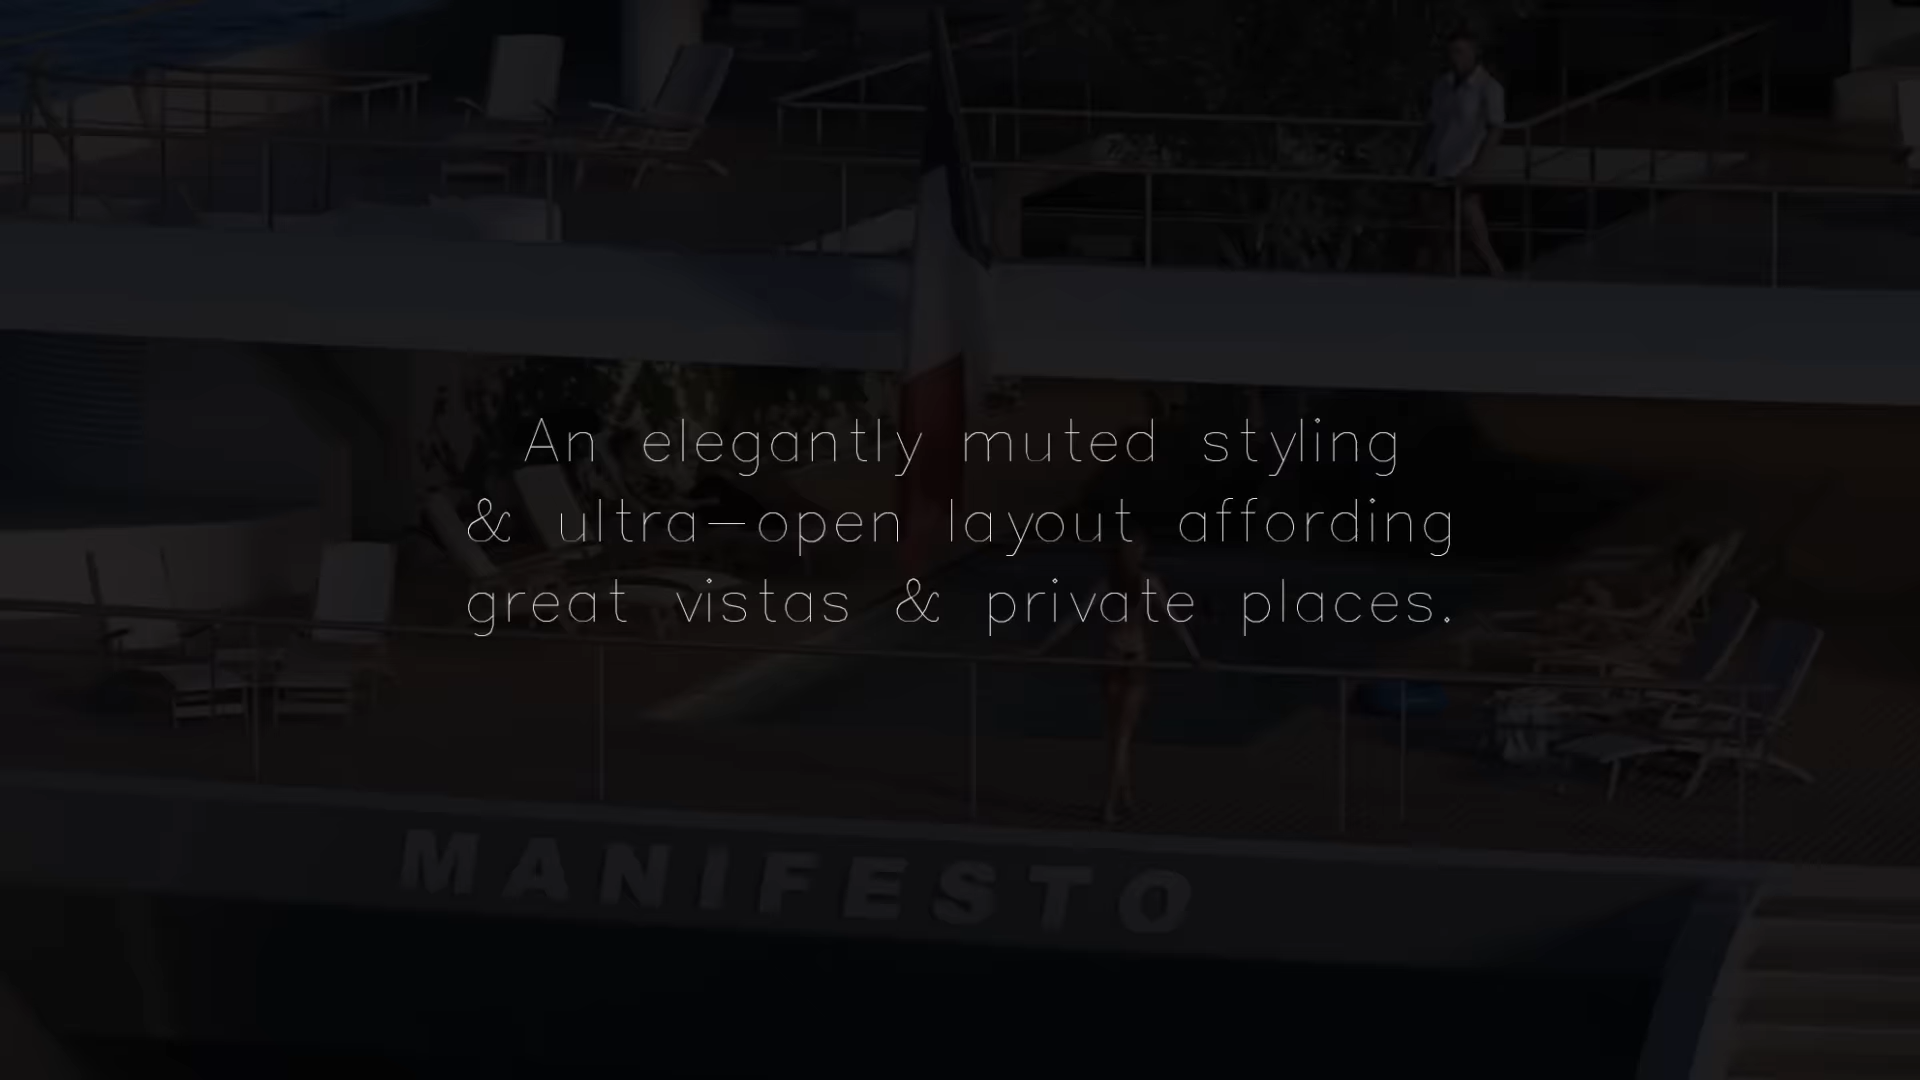 An elegantly muted styling
& ultra-open layout affording
great vistas & private places.
MANIFESTO